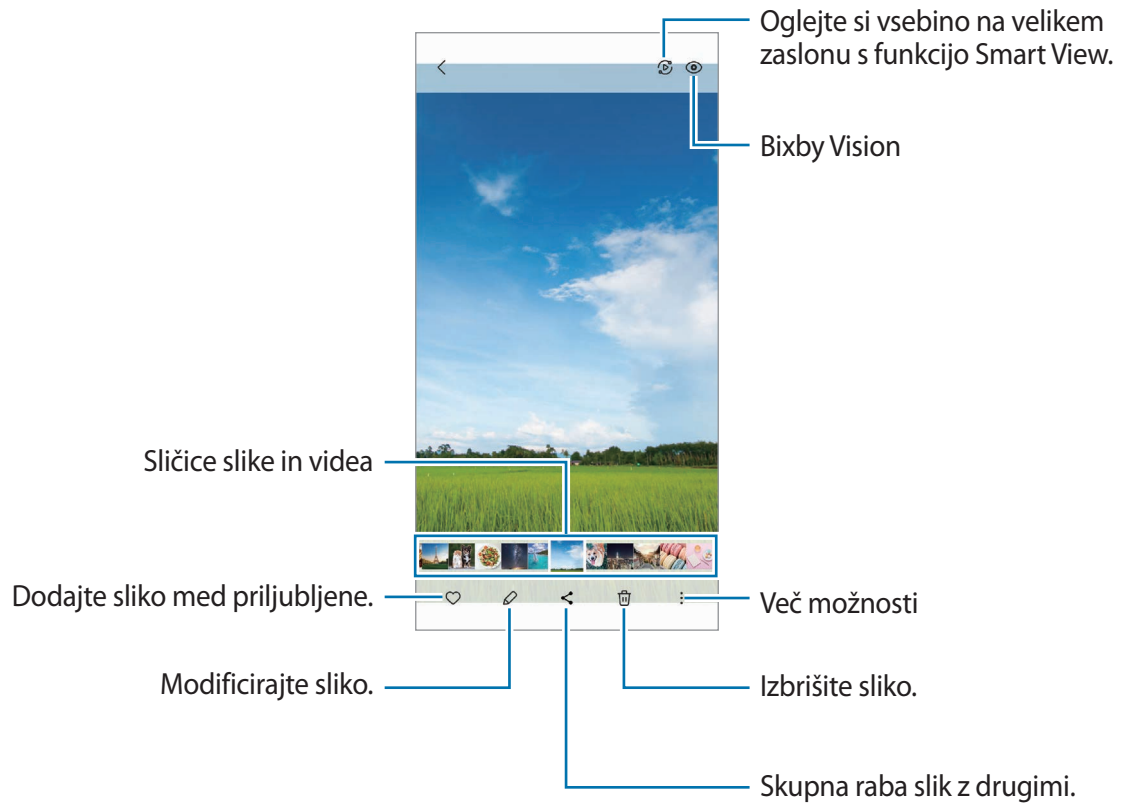 Oglejte si vsebino na velikem
zaslonu s funkcijo Smart View.
Bixby Vision
Sličice slike in videa
Dodajte sliko med priljubljene.
Več možnosti
Modificirajte sliko.
Izbrišite sliko.
Skupna raba slik z drugimi.